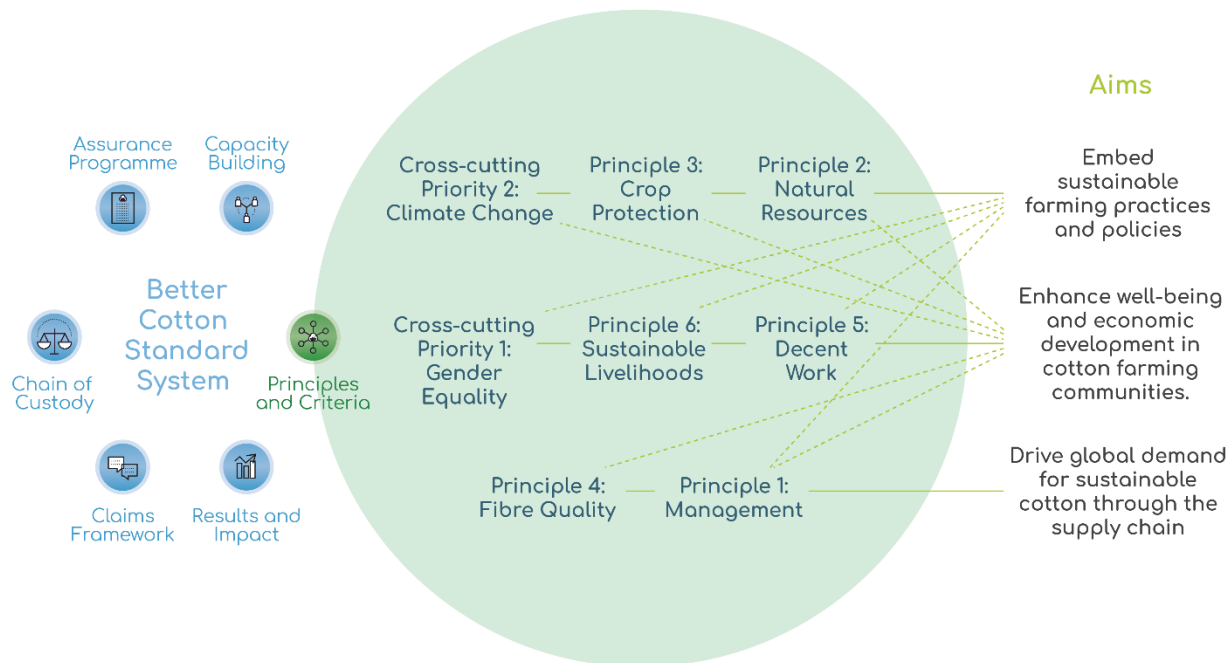 Assurance
Programme
Capacity
Building
Better
Cotton
Standard
System
Chain of
Custody
Principles
and Criteria
Claims
Framework
Results and
Impact
Cross-cutting
Priority 2:
Climate Change
Principle 3:
Crop
Protection
Principle 2:
Natural
Resources
Cross-cutting
Priority 1:
Gender
Equality
Principle 6:
Sustainable
Livelihoods
Principle 5:
Decent
Work
Principle 4:
Fibre Quality
Principle 1:
Management
Aims
Embed
sustainable
farming practices
and policies
Enhance well-being
and economic
development in
cotton farming
communities.
Drive global demand
for sustainable
cotton through the
supply chain